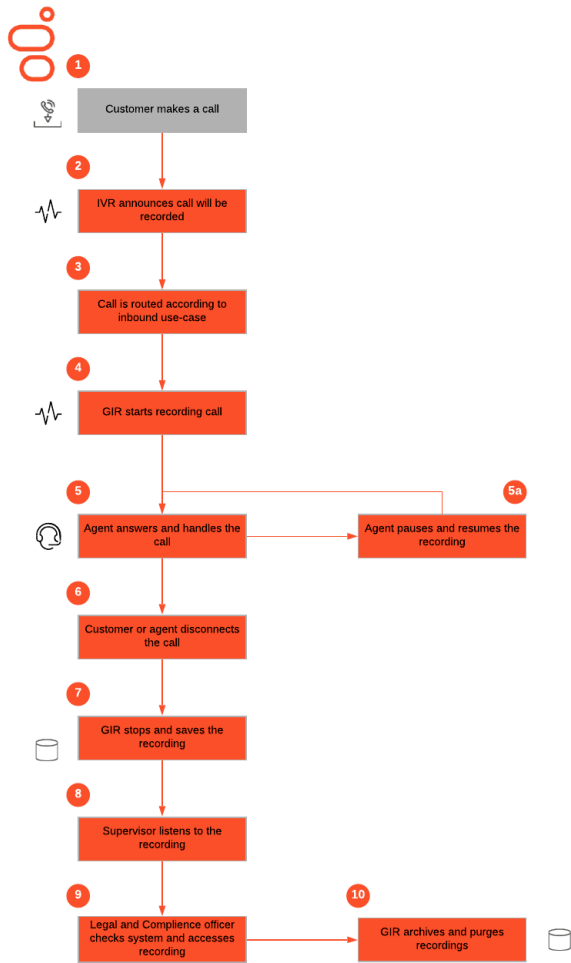 1
Customer makes a call
2
IVR announces call will be
recorded
3
Call is routed according to
inbound use-case
4
GIR starts recording call
5
Agent answers and handles the
call
5a
Agent pauses and resumes the
recording
6
Customer or agent disconnects
the call
7
GIR stops and saves the
recording
8
Supervisor listens to the
recording
9
Legal and Complience officer
checks system and accesses
recording
10
GIR archives and purges
recordings